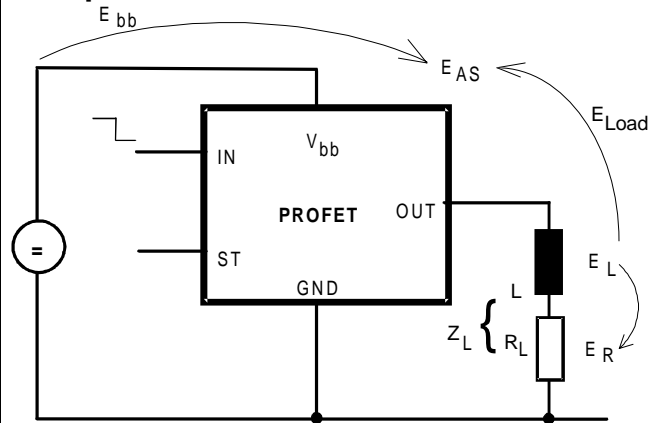 E bb
E AS
E Load
V bb
IN
PROFET
OUT
=
ST
E L
GND
L
Z L { R L
E R